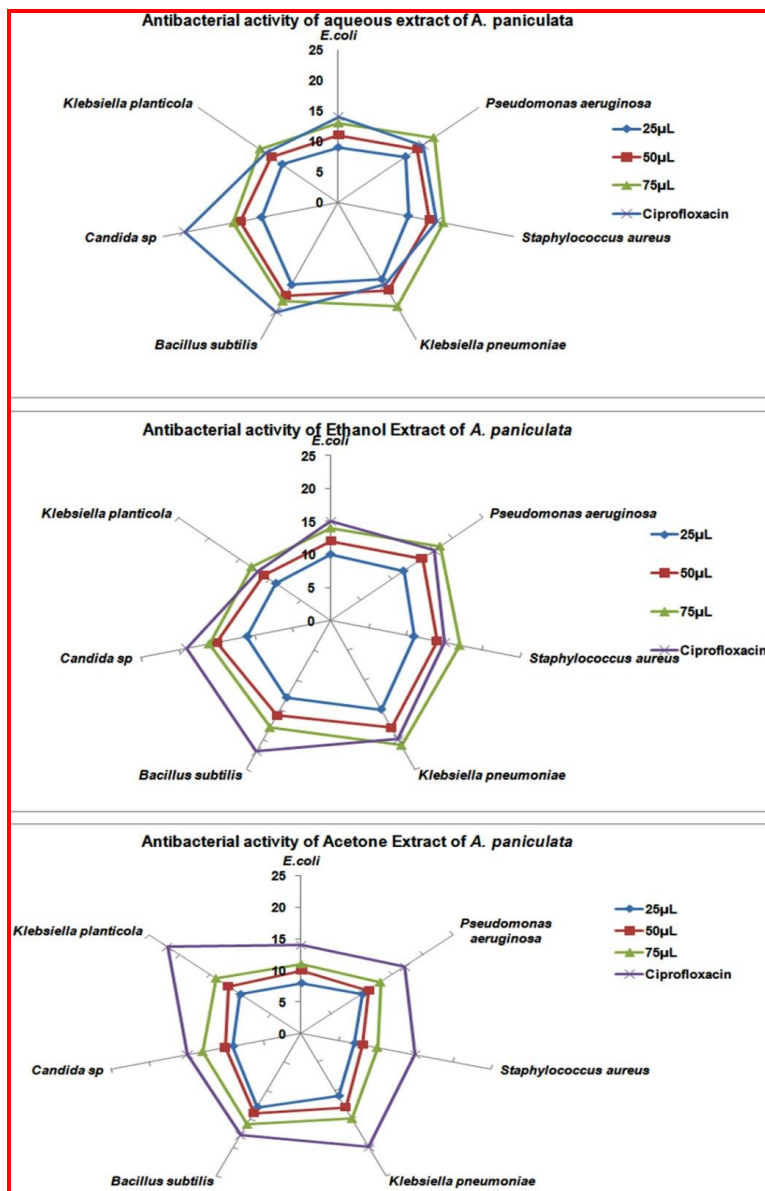 Antibacterial activity of aqueous extract of A. paniculata
E.coli
25
20
15
10
5
0
Klebsiella planticola
Pseudomonas aeruginosa
Candida sp
Staphylococcus aureus
Bacillus subtilis
Klebsiella pneumoniae
25µL
50µL
75µL
Ciprofloxacin
Antibacterial activity of Ethanol Extract of A. paniculata
E.coli
25
20
15
10
5
0
Klebsiella planticola
Pseudomonas aeruginosa
Candida sp
Staphylococcus aureus
Bacillus subtilis
Klebsiella pneumoniae
25µL
50µL
75µL
Ciprofloxacin
Antibacterial activity of Acetone Extract of A. paniculata
E.coli
25
20
15
10
5
0
Klebsiella planticola
Pseudomonas
aeruginosa
Candida sp
Staphylococcus aureus
Bacillus subtilis
Klebsiella pneumoniae
25µL
50µL
75µL
Ciprofloxacin